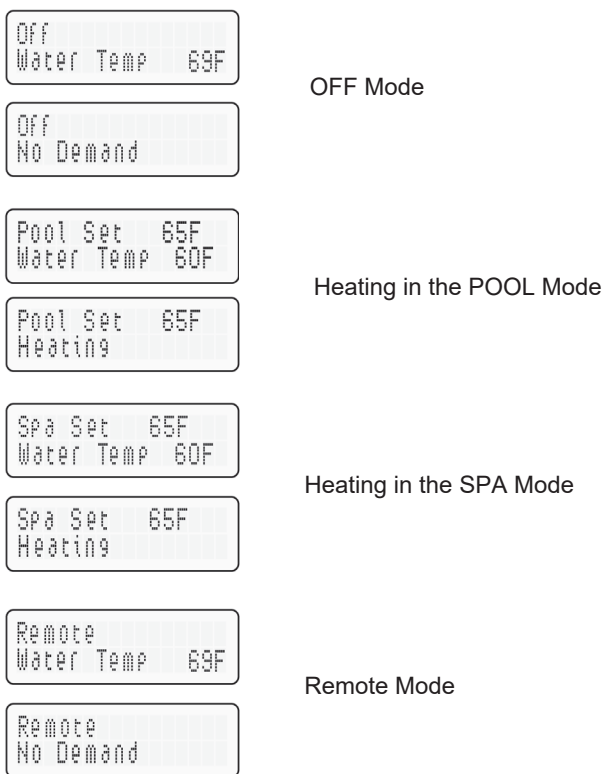 Off
Water Temp 69F
OFF Mode
Off
No Demand
Pool Set 65F
Water Temp 60F
Heating in the POOL Mode
Pool Set 65F
Heating
Spa Set 65F
Water Temp 60F
Heating in the SPA Mode
Spa Set 65F
Heating
Remote
Water Temp 69F
Remote Mode
Remote
No Demand